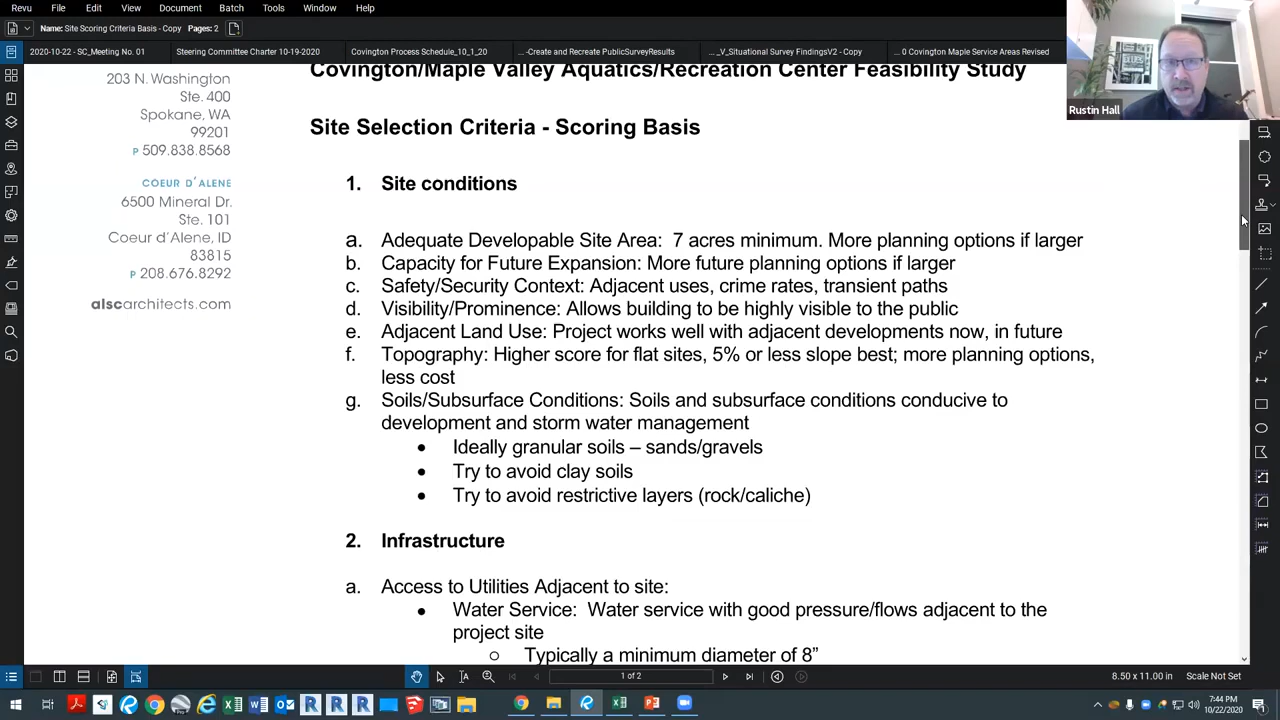 Revu File Edit View Document Batch Tools Window Help
Name: Site Scoring Criteria Basis - Copy Pages: 2
2020-10-22 - SC_Meeting No. 01 Steering Committee Charter 10-19-2020 Covington Process Schedule_10_1_20 ...-Create and Recreate PublicSurveyResults ..._V_Situational Survey FindingsV2 - Copy ... 0 Covington Maple Service Areas Revised
Rustin Hall
203 N. Washington
Ste. 400
Spokane, WA
99201
P 509.838.8568
COEUR D'ALENE
6500 Mineral Dr.
Ste. 101
Coeur d'Alene, ID
83815
P 208.676.8292
alscarchitects.com
Covington/Maple Valley Aquatics/Recreation Center Feasibility Study
Site Selection Criteria - Scoring Basis
1. Site conditions
a. Adequate Developable Site Area: 7 acres minimum. More planning options if larger
b. Capacity for Future Expansion: More future planning options if larger
c. Safety/Security Context: Adjacent uses, crime rates, transient paths
d. Visibility/Prominence: Allows building to be highly visible to the public
e. Adjacent Land Use: Project works well with adjacent developments now, in future
f. Topography: Higher score for flat sites, 5% or less slope best; more planning options,
less cost
g. Soils/Subsurface Conditions: Soils and subsurface conditions conducive to
development and storm water management
• Ideally granular soils – sands/gravels
• Try to avoid clay soils
• Try to avoid restrictive layers (rock/caliche)
2. Infrastructure
a. Access to Utilities Adjacent to site:
• Water Service: Water service with good pressure/flows adjacent to the
project site
o Typically a minimum diameter of 8”
1 of 2
8.50 x 11.00 in Scale Not Set
7:44 PM
10/22/2020